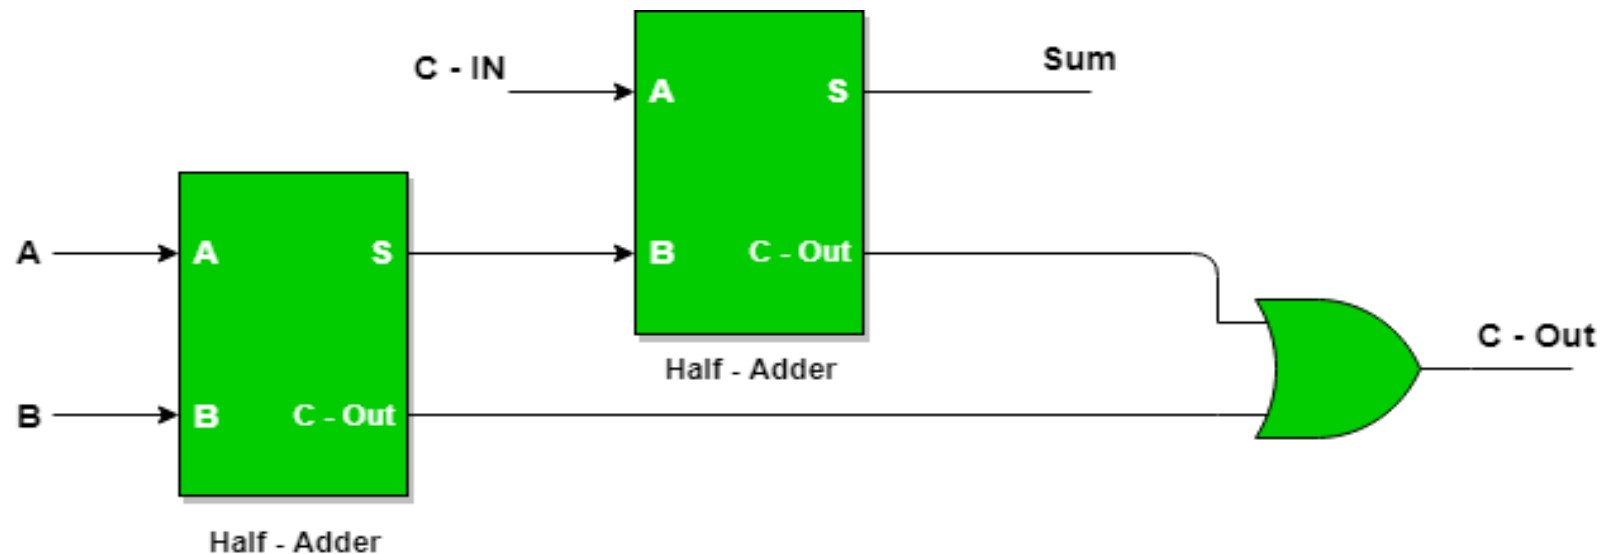 C - IN
Sum
A
S
A
A
S
B
C - Out
C - Out
Half - Adder
B
B
C - Out
Half - Adder